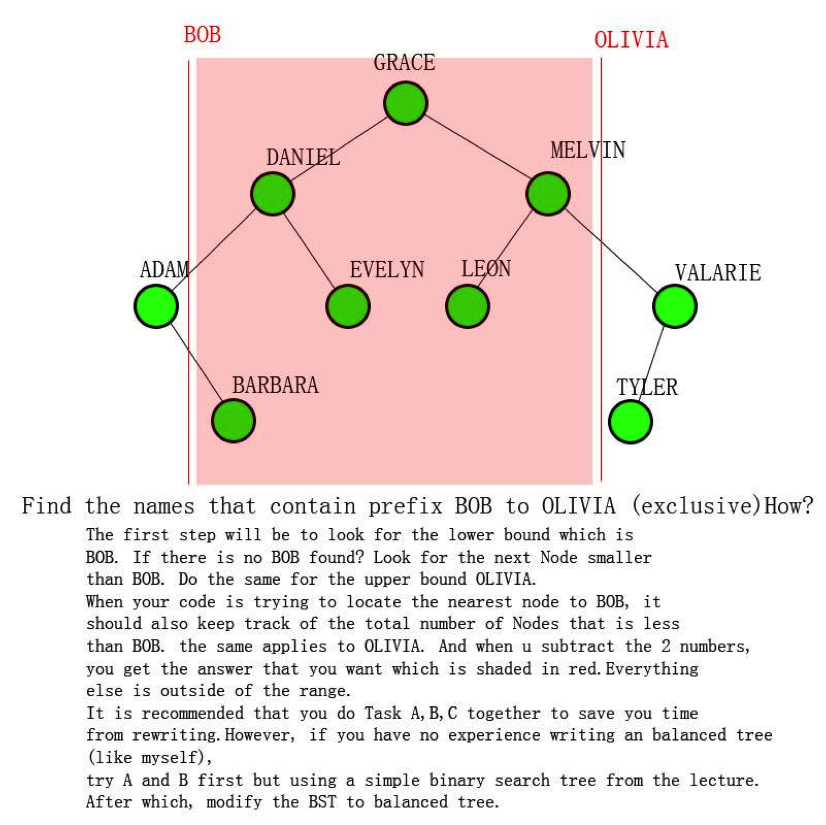 BOB
OLIVIA
GRACE
DANIEL
MELVIN
ADAM
EVELYN
LEON
VALARIE
BARBARA
TYLER
Find the names that contain prefix BOB to OLIVIA (exclusive)How?
The first step will be to look for the lower bound which is
BOB. If there is no BOB found? Look for the next Node smaller
than BOB. Do the same for the upper bound OLIVIA.
When your code is trying to locate the nearest node to BOB, it
should also keep track of the total number of Nodes that is less
than BOB. the same applies to OLIVIA. And when u subtract the 2 numbers,
you get the answer that you want which is shaded in red.Everything
else is outside of the range.
It is recommended that you do Task A,B,C together to save you time
from rewriting.However, if you have no experience writing an balanced tree
(like myself),
try A and B first but using a simple binary search tree from the lecture.
After which, modify the BST to balanced tree.